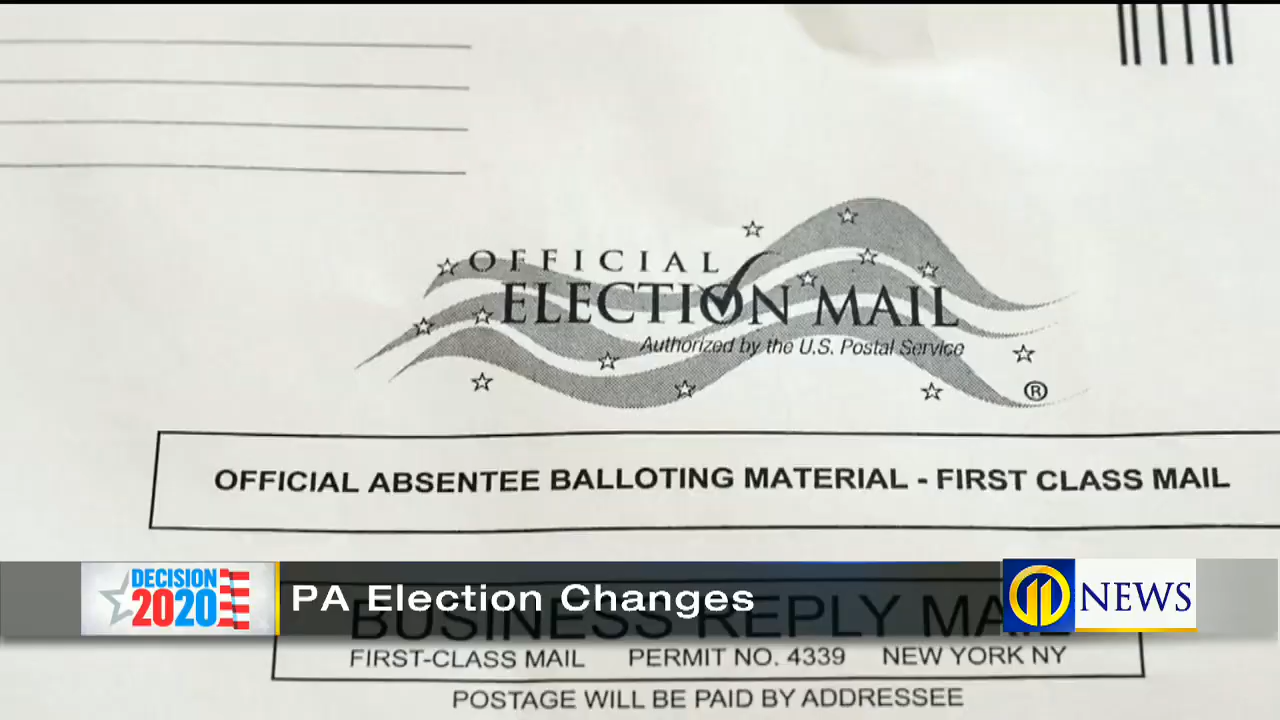 OFFICIAL
ELECTION MAIL
Authorized by the U.S. Postal Service
®
OFFICIAL ABSENTEE BALLOTING MATERIAL - FIRST CLASS MAIL
DECISION
2020
PA Election Changes
11 NEWS
BUSINESS REPLY MAIL
FIRST-CLASS MAIL PERMIT NO. 4339 NEW YORK NY
POSTAGE WILL BE PAID BY ADDRESSEE